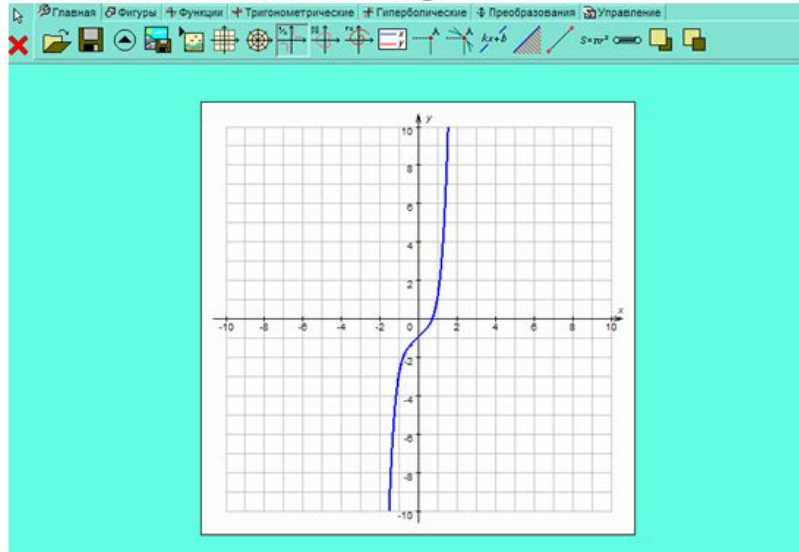 Главная Фигуры Функции Тригонометрические Гиперболические Преобразования Управление
kx+b S=πr²
y
10
8
6
4
2
x
-10 -8 -6 -4 -2 0 2 4 6 8 10
-2
-4
-6
-8
-10